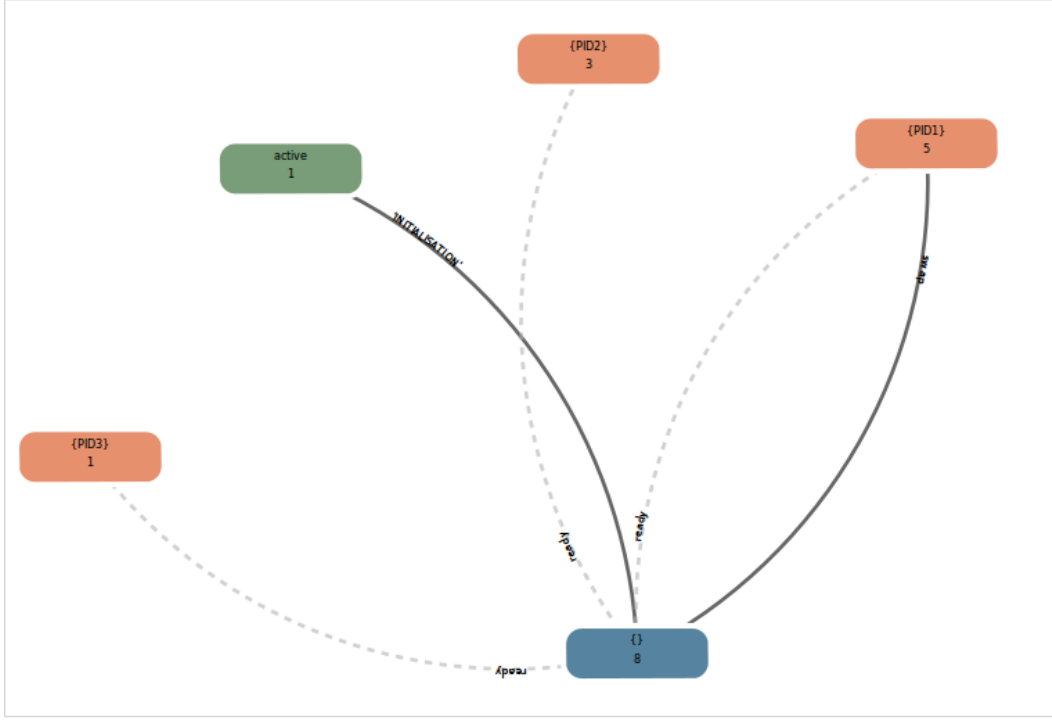 {PID2}
3
{PID1}
5
active
1
'INITIALISATION'
swap
{PID3}
1
ready
ready
ready
{}
8